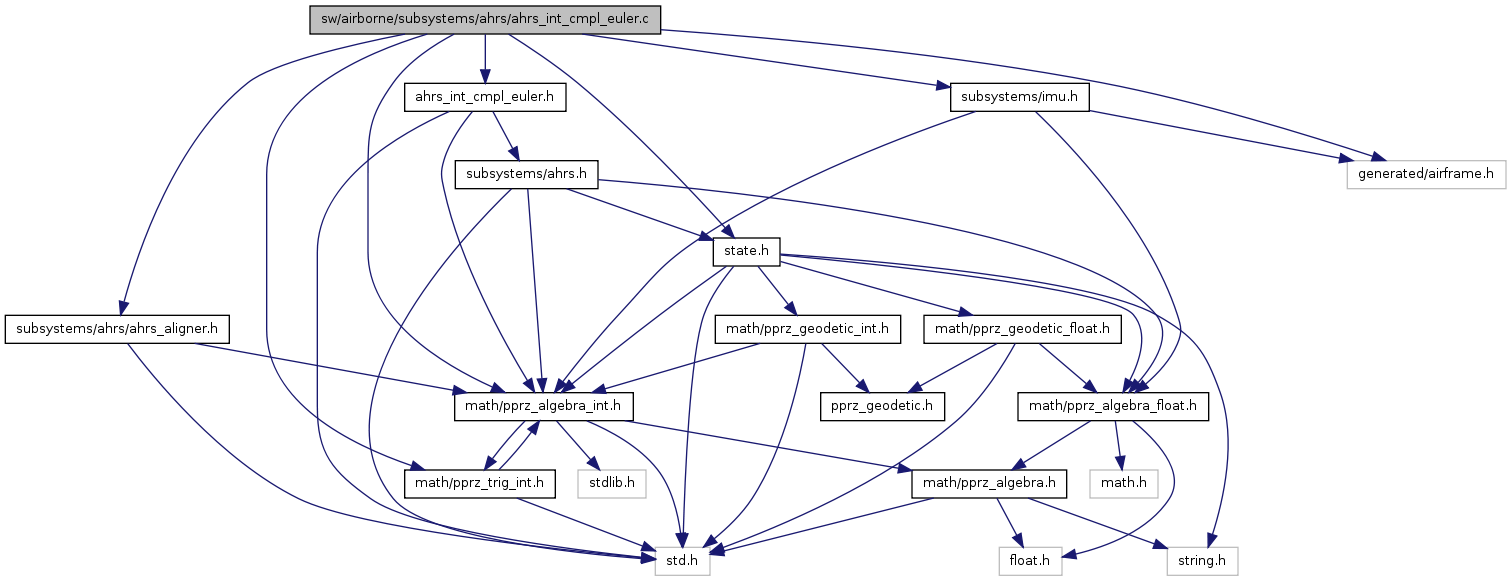 sw/airborne/subsystems/ahrs/ahrs_int_cmpl_euler.c
ahrs_int_cmpl_euler.h
subsystems/imu.h
subsystems/ahrs.h
generated/airframe.h
state.h
subsystems/ahrs/ahrs_aligner.h
math/pprz_geodetic_int.h
math/pprz_geodetic_float.h
math/pprz_algebra_int.h
pprz_geodetic.h
math/pprz_algebra_float.h
math/pprz_trig_int.h
stdlib.h
math/pprz_algebra.h
math.h
std.h
float.h
string.h